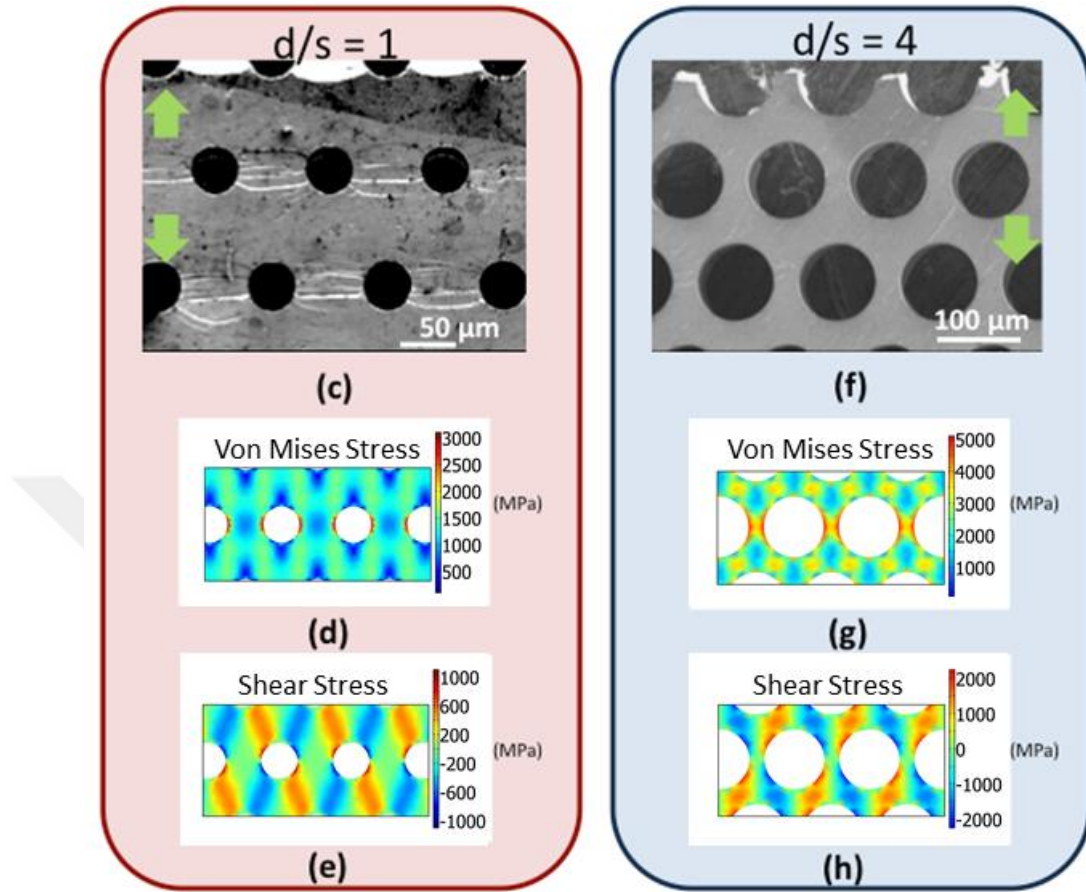 d/s = 1
50 µm
(c)
Von Mises Stress
3000
2500
2000
1500
1000
500
(MPa)
(d)
Shear Stress
1000
600
200
-200
-600
-1000
(MPa)
(e)
d/s = 4
100 µm
(f)
Von Mises Stress
5000
4000
3000
2000
1000
(MPa)
(g)
Shear Stress
2000
1000
0
-1000
-2000
(MPa)
(h)